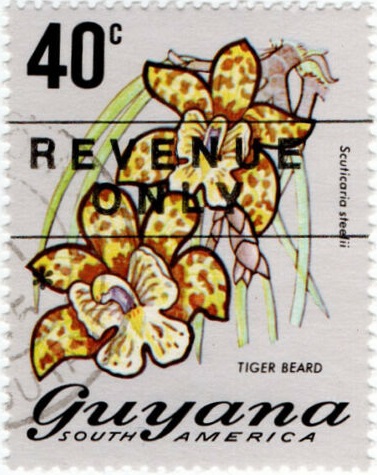 40c
REVENUE
ONLY
Scuticaria steelii
TIGER BEARD
Guyana
SOUTH AMERICA